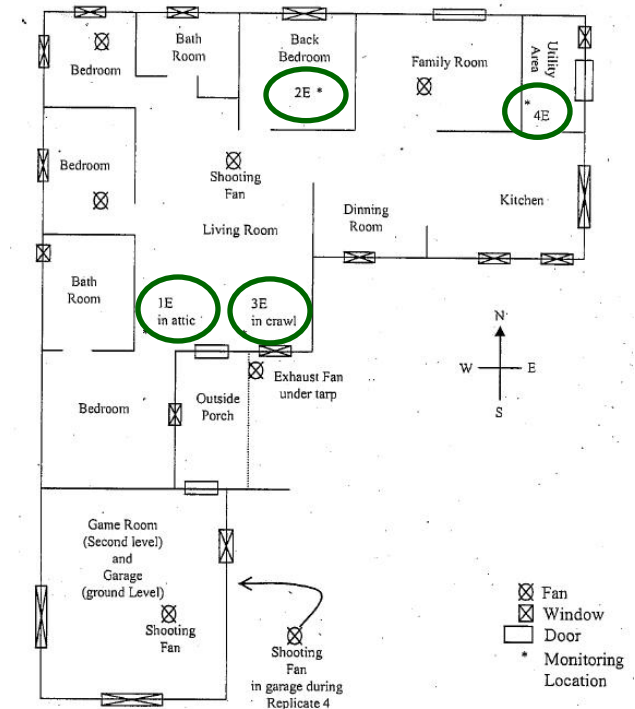 Bath
Room
Back
Bedroom
2E *
Family Room
Utility
Area
* 4E
Bedroom
Bedroom
Shooting
Fan
Living Room
Dinning
Room
Kitchen
Bath
Room
1E
in attic
*
3E
in crawl
*
N
W E
S
Bedroom
Outside
Porch
Exhaust Fan
under tarp
Game Room
(Second level)
and
Garage
(ground Level)
Shooting
Fan
Shooting
Fan
in garage during
Replicate 4
Fan
Window
Door
* Monitoring
Location